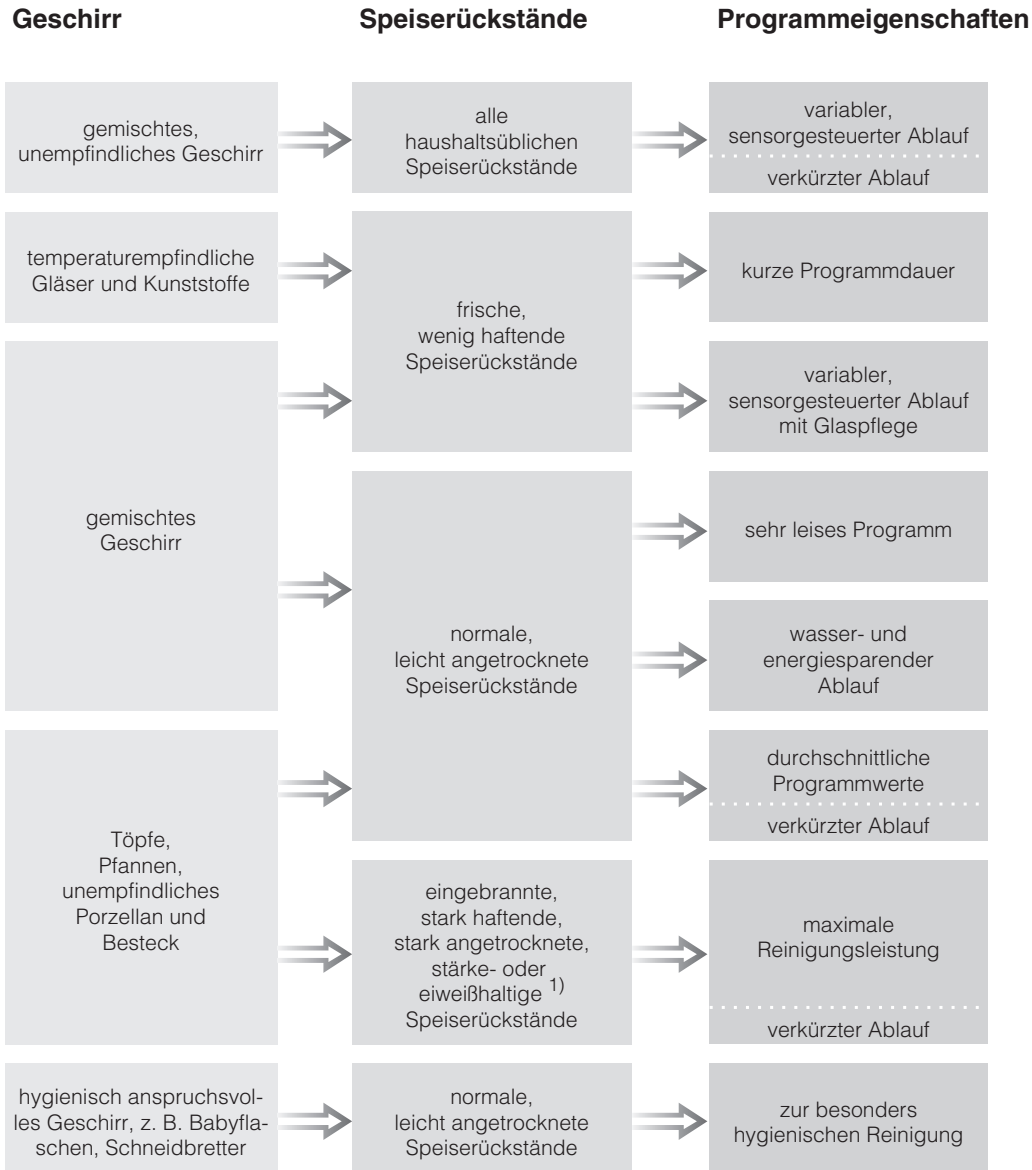 Geschirr
Speiserückstände
Programmeigenschaften
gemischtes,
unempfindliches Geschirr
alle
haushaltsüblichen
Speiserückstände
variabler,
sensorgesteuerter Ablauf
verkürzter Ablauf
temperaturempfindliche
Gläser und Kunststoffe
frische,
wenig haftende
Speiserückstände
kurze Programmdauer
variabler,
sensorgesteuerter Ablauf
mit Glaspflege
gemischtes
Geschirr
normale,
leicht angetrocknete
Speiserückstände
sehr leises Programm
wasser- und
energiesparender
Ablauf
durchschnittliche
Programmwerte
verkürzter Ablauf
Töpfe,
Pfannen,
unempfindliches
Porzellan und
Besteck
eingebrannte,
stark haftende,
stark angetrocknete,
stärke- oder
eiweißhaltige 1)
Speiserückstände
maximale
Reinigungsleistung
verkürzter Ablauf
hygienisch anspruchsvol-
les Geschirr, z. B. Babyfla-
schen, Schneidbretter
normale,
leicht angetrocknete
Speiserückstände
zur besonders
hygienischen Reinigung